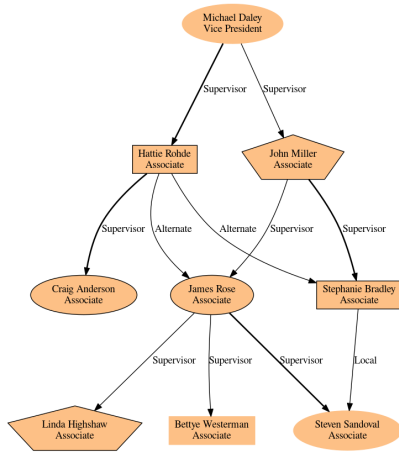 Michael Daley
Vice President
Supervisor
Supervisor
Hattie Rohde
Associate
John Miller
Associate
Supervisor
Alternate
Alternate
Supervisor
Supervisor
Craig Anderson
Associate
James Rose
Associate
Stephanie Bradley
Associate
Supervisor
Supervisor
Supervisor
Local
Linda Highshaw
Associate
Bettye Westerman
Associate
Steven Sandoval
Associate